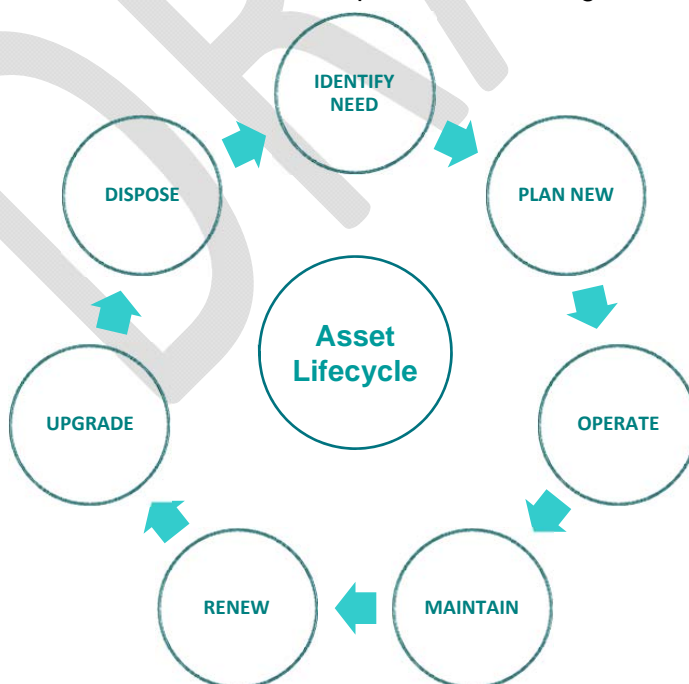 IDENTIFY
NEED
PLAN NEW
OPERATE
MAINTAIN
RENEW
UPGRADE
DISPOSE
Asset
Lifecycle